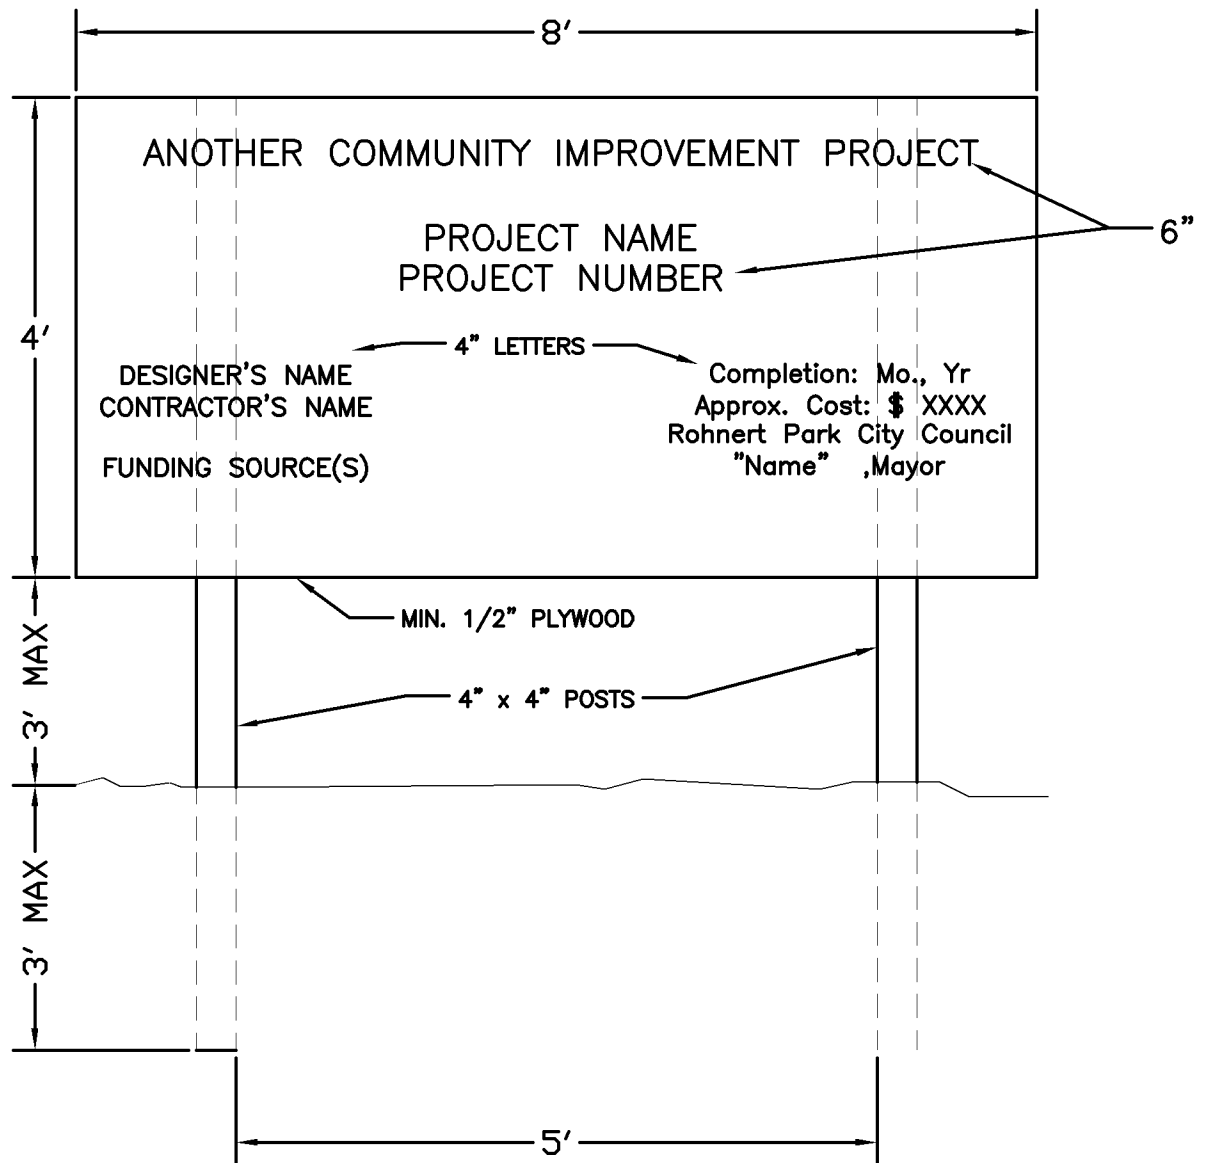 8'
ANOTHER COMMUNITY IMPROVEMENT PROJECT
6"
PROJECT NAME
PROJECT NUMBER
4'
4" LETTERS
DESIGNER'S NAME
CONTRACTOR'S NAME
FUNDING SOURCE(S)
Completion: Mo., Yr
Approx. Cost: $ XXXX
Rohnert Park City Council
"Name" ,Mayor
MIN. 1/2" PLYWOOD
3' MAX
4" x 4" POSTS
3' MAX
5'